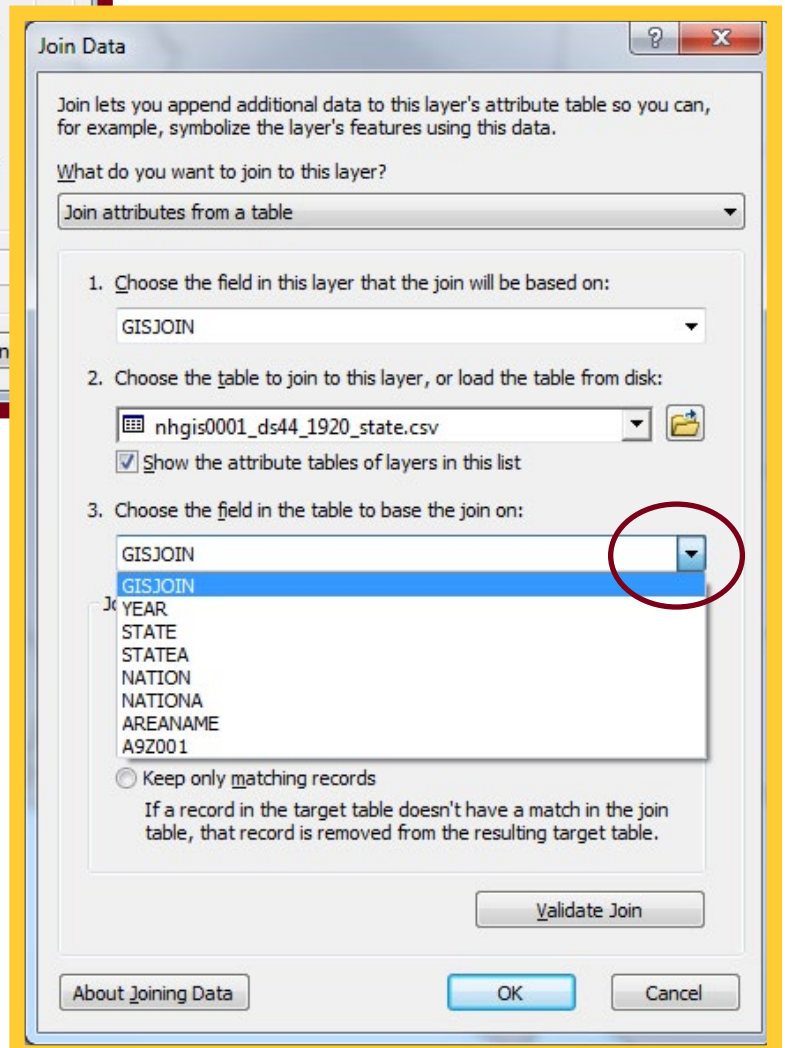 Join Data
Join lets you append additional data to this layer's attribute table so you can,
for example, symbolize the layer's features using this data.
What do you want to join to this layer?
Join attributes from a table
1. Choose the field in this layer that the join will be based on:
GISJOIN
2. Choose the table to join to this layer, or load the table from disk:
nhgis0001_ds44_1920_state.csv
Show the attribute tables of layers in this list
3. Choose the field in the table to base the join on:
GISJOIN
GISJOIN
YEAR
STATE
STATEA
NATION
NATIONA
AREANAME
A9Z001
Keep only matching records
If a record in the target table doesn't have a match in the join
table, that record is removed from the resulting target table.
Validate Join
About Joining Data
OK
Cancel